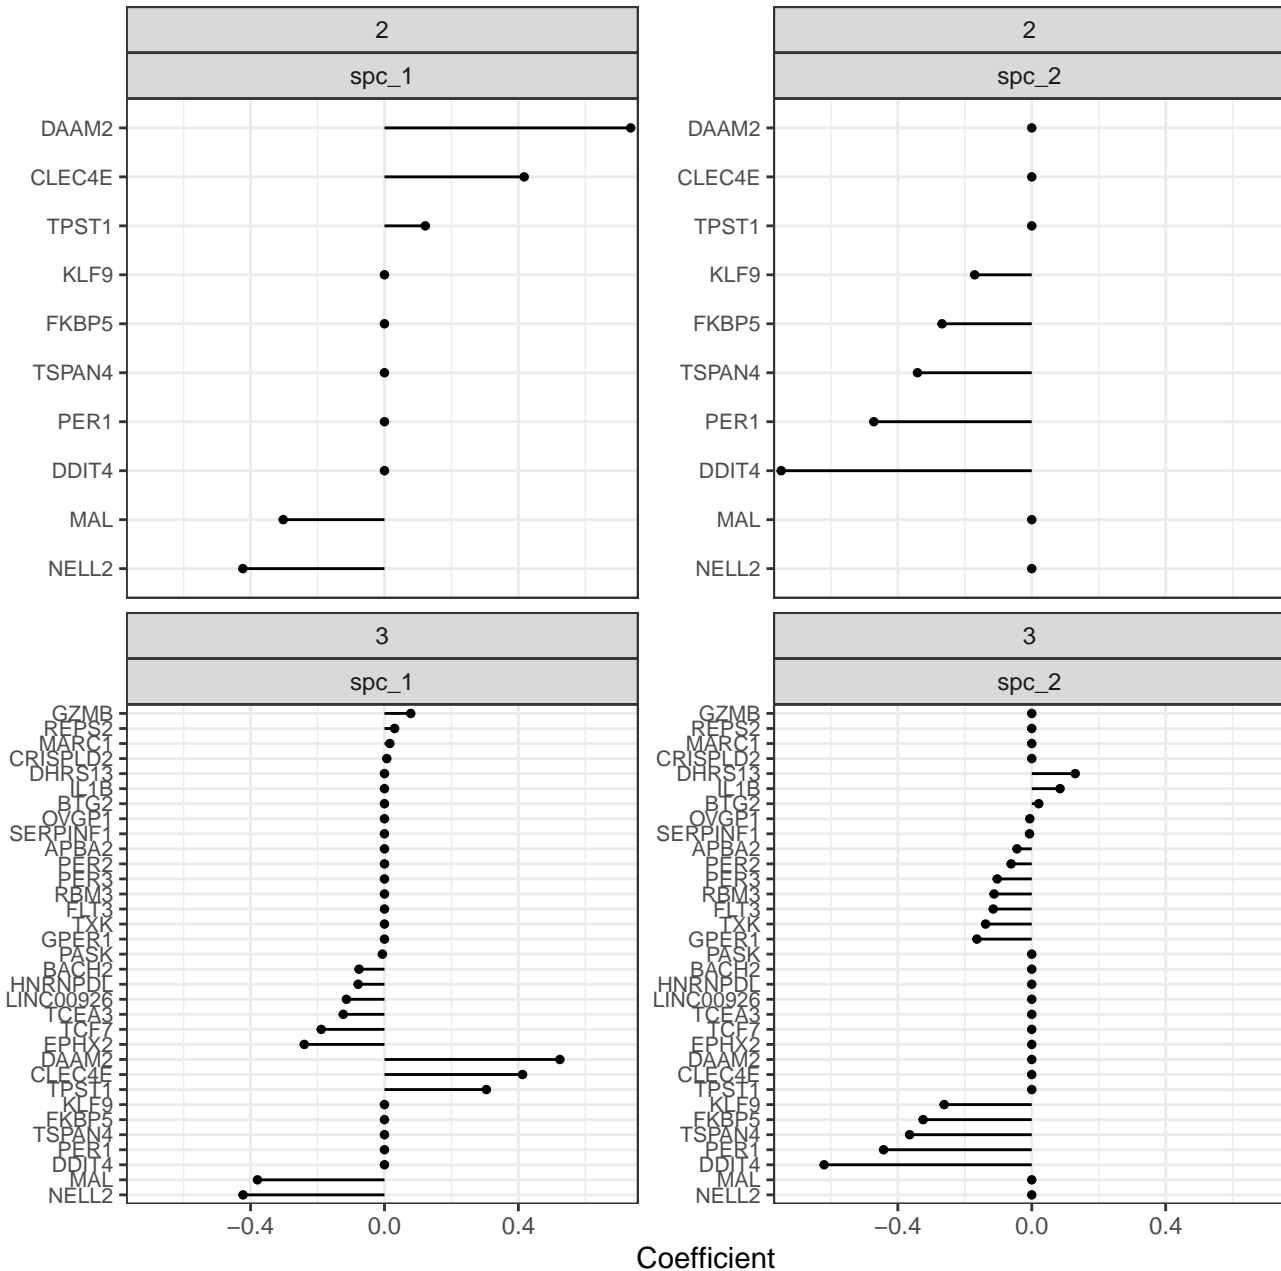 2
spc_1
DAAM2
CLEC4E
TPST1
KLF9
FKBP5
TSPAN4
PER1
DDIT4
MAL
NELL2
2
spc_2
DAAM2
CLEC4E
TPST1
KLF9
FKBP5
TSPAN4
PER1
DDIT4
MAL
NELL2
3
spc_1
GZMB
REPS2
MARC1
CRISPLD2
DHRS13
IL1B
BTG2
OVGP1
SERPINF1
APBA2
PER2
PER3
RBM3
FLT3
TXK
GPER1
PASK
BACH2
HNRNPDL
LINC00926
TCEA3
TCF7
EPHX2
DAAM2
CLEC4E
TPST1
KLF9
FKBP5
TSPAN4
PER1
DDIT4
MAL
NELL2
−0.4 0.0 0.4
3
spc_2
GZMB
REPS2
MARC1
CRISPLD2
DHRS13
IL1B
BTG2
OVGP1
SERPINF1
APBA2
PER2
PER3
RBM3
FLT3
TXK
GPER1
PASK
BACH2
HNRNPDL
LINC00926
TCEA3
TCF7
EPHX2
DAAM2
CLEC4E
TPST1
KLF9
FKBP5
TSPAN4
PER1
DDIT4
MAL
NELL2
−0.4 0.0 0.4
Coefficient